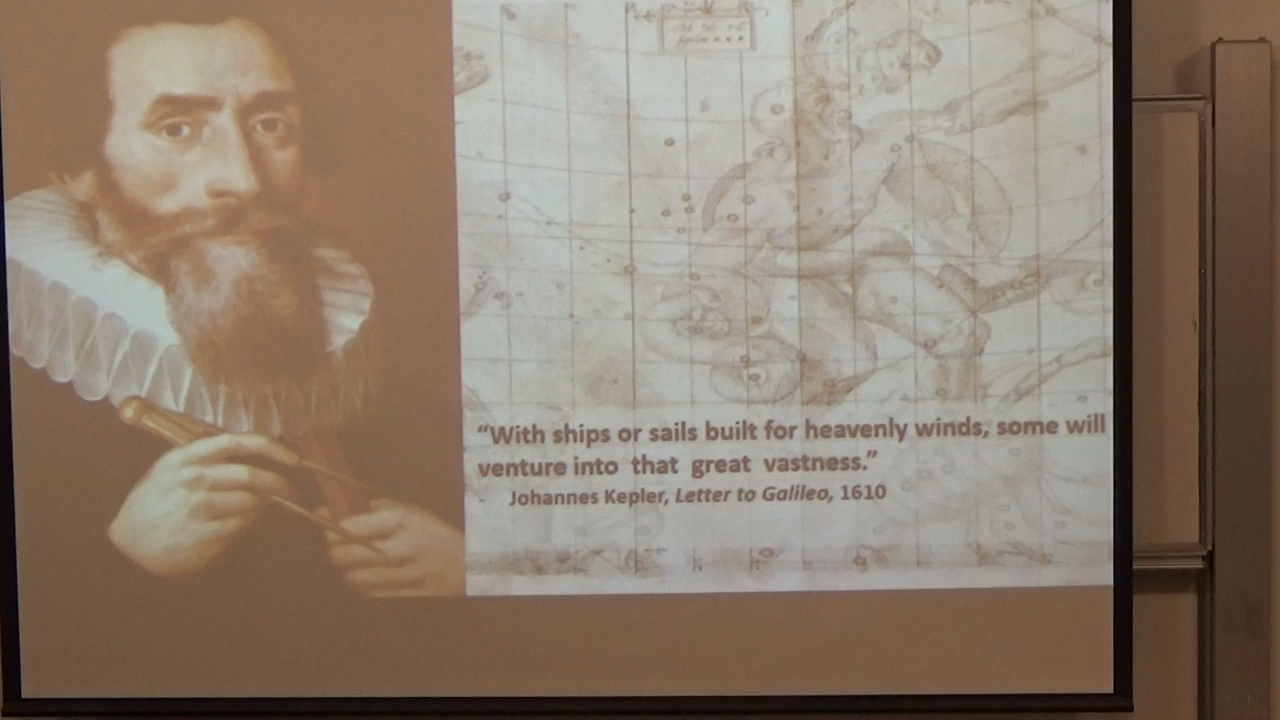 “With ships or sails built for heavenly winds, some will
venture into that great vastness.”
- Johannes Kepler, Letter to Galileo, 1610